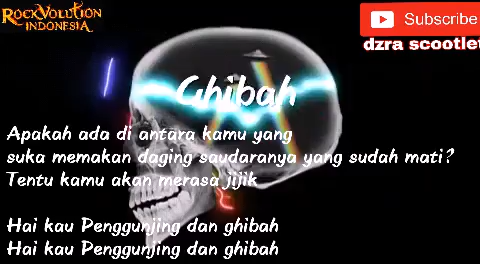 RockVolution
INDONESIA
Subscribe
dzra scootlet
Ghibah
Apakah ada di antara kamu yang
suka memakan daging saudaranya yang sudah mati?
Tentu kamu akan merasa jijik
Hai kau Penggunjing dan ghibah
Hai kau Penggunjing dan ghibah